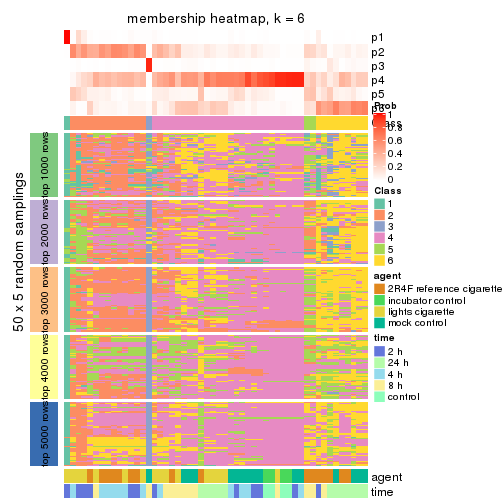 membership heatmap, k = 6
p1
p2
p3
p4
p5
p6
Prob
1
0.8
0.6
0.4
0.2
0
Class
Class
1
2
3
4
5
6
agent
2R4F reference cigarette
incubator control
lights cigarette
mock control
time
2 h
24 h
4 h
8 h
control
50 x 5 random samplings
top 1000 rows
top 2000 rows
top 3000 rows
top 4000 rows
top 5000 rows
agent
time